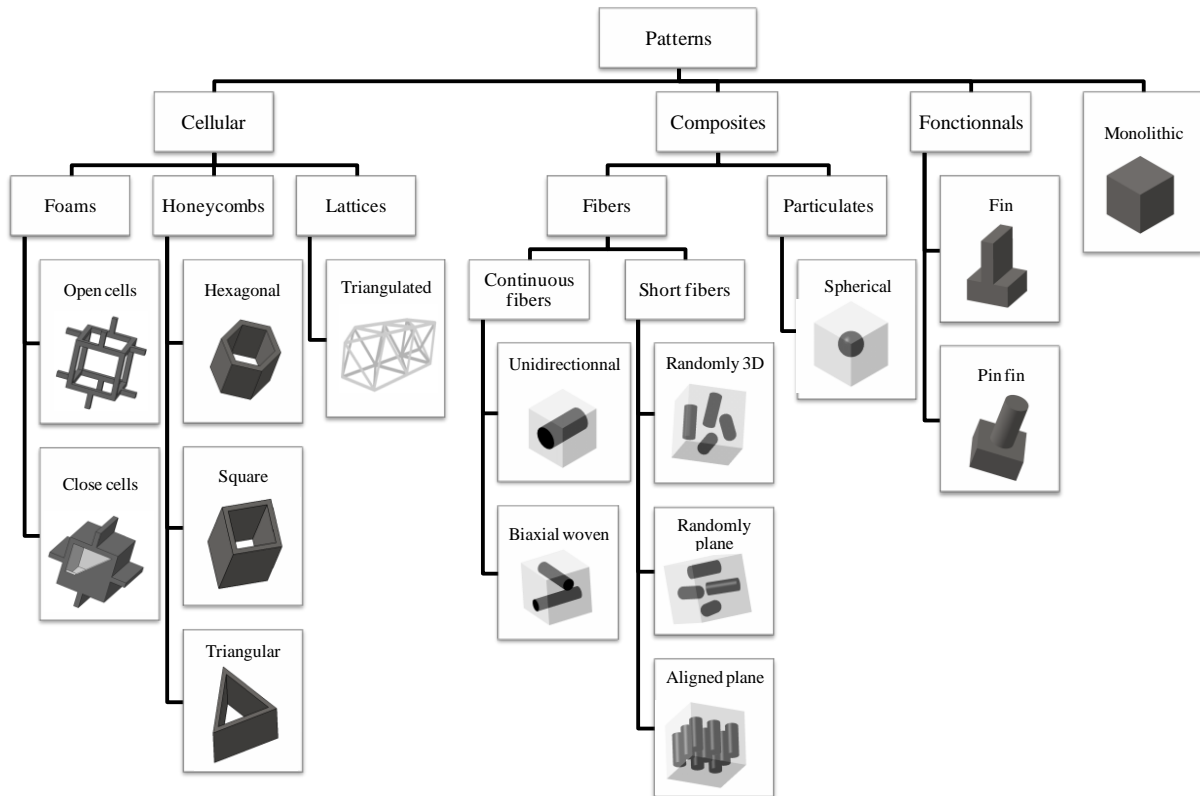 Patterns
Cellular
Composites
Fonctionnals
Monolithic
Foams
Honeycombs
Lattices
Fibers
Particulates
Fin
Open cells
Hexagonal
Triangulated
Continuous
fibers
Short fibers
Spherical
Unidirectionnal
Randomly 3D
Pin fin
Close cells
Square
Biaxial woven
Randomly
plane
Triangular
Aligned plane